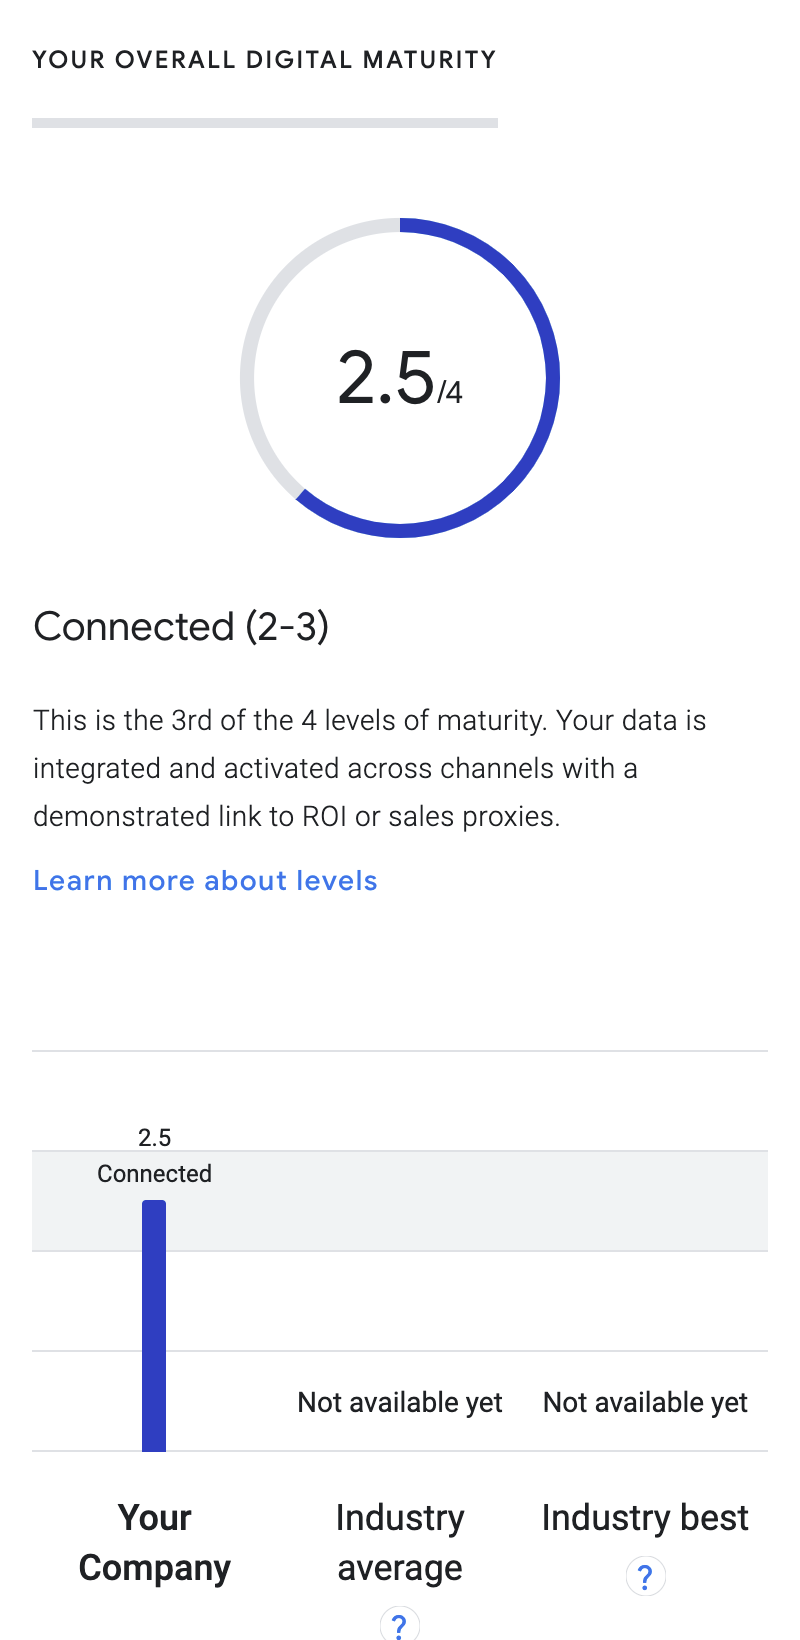 YOUR OVERALL DIGITAL MATURITY
2.5/4
Connected (2-3)
This is the 3rd of the 4 levels of maturity. Your data is
integrated and activated across channels with a
demonstrated link to ROI or sales proxies.
Learn more about levels
2.5
Connected
Not available yet
Not available yet
Your
Company
Industry
average
?
Industry best
?